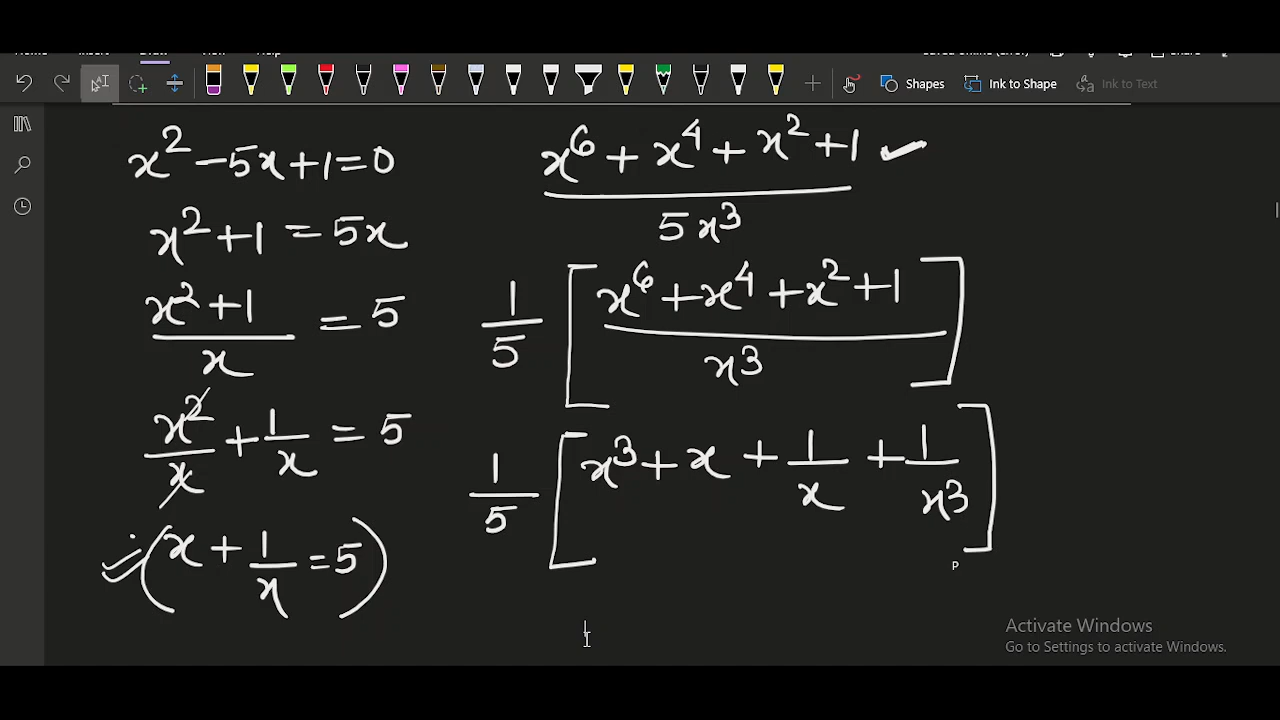 Shapes Ink to Shape Ink to Text
x² - 5x + 1 = 0
x² + 1 = 5x
x² + 1 / x = 5
x² / x + 1 / x = 5
(x + 1 / x = 5)
x⁶ + x⁴ + x² + 1 / 5x³
1 / 5 [x⁶ + x⁴ + x² + 1 / x³]
1 / 5 [x³ + x + 1 / x + 1 / x³]
P
Activate Windows
Go to Settings to activate Windows.